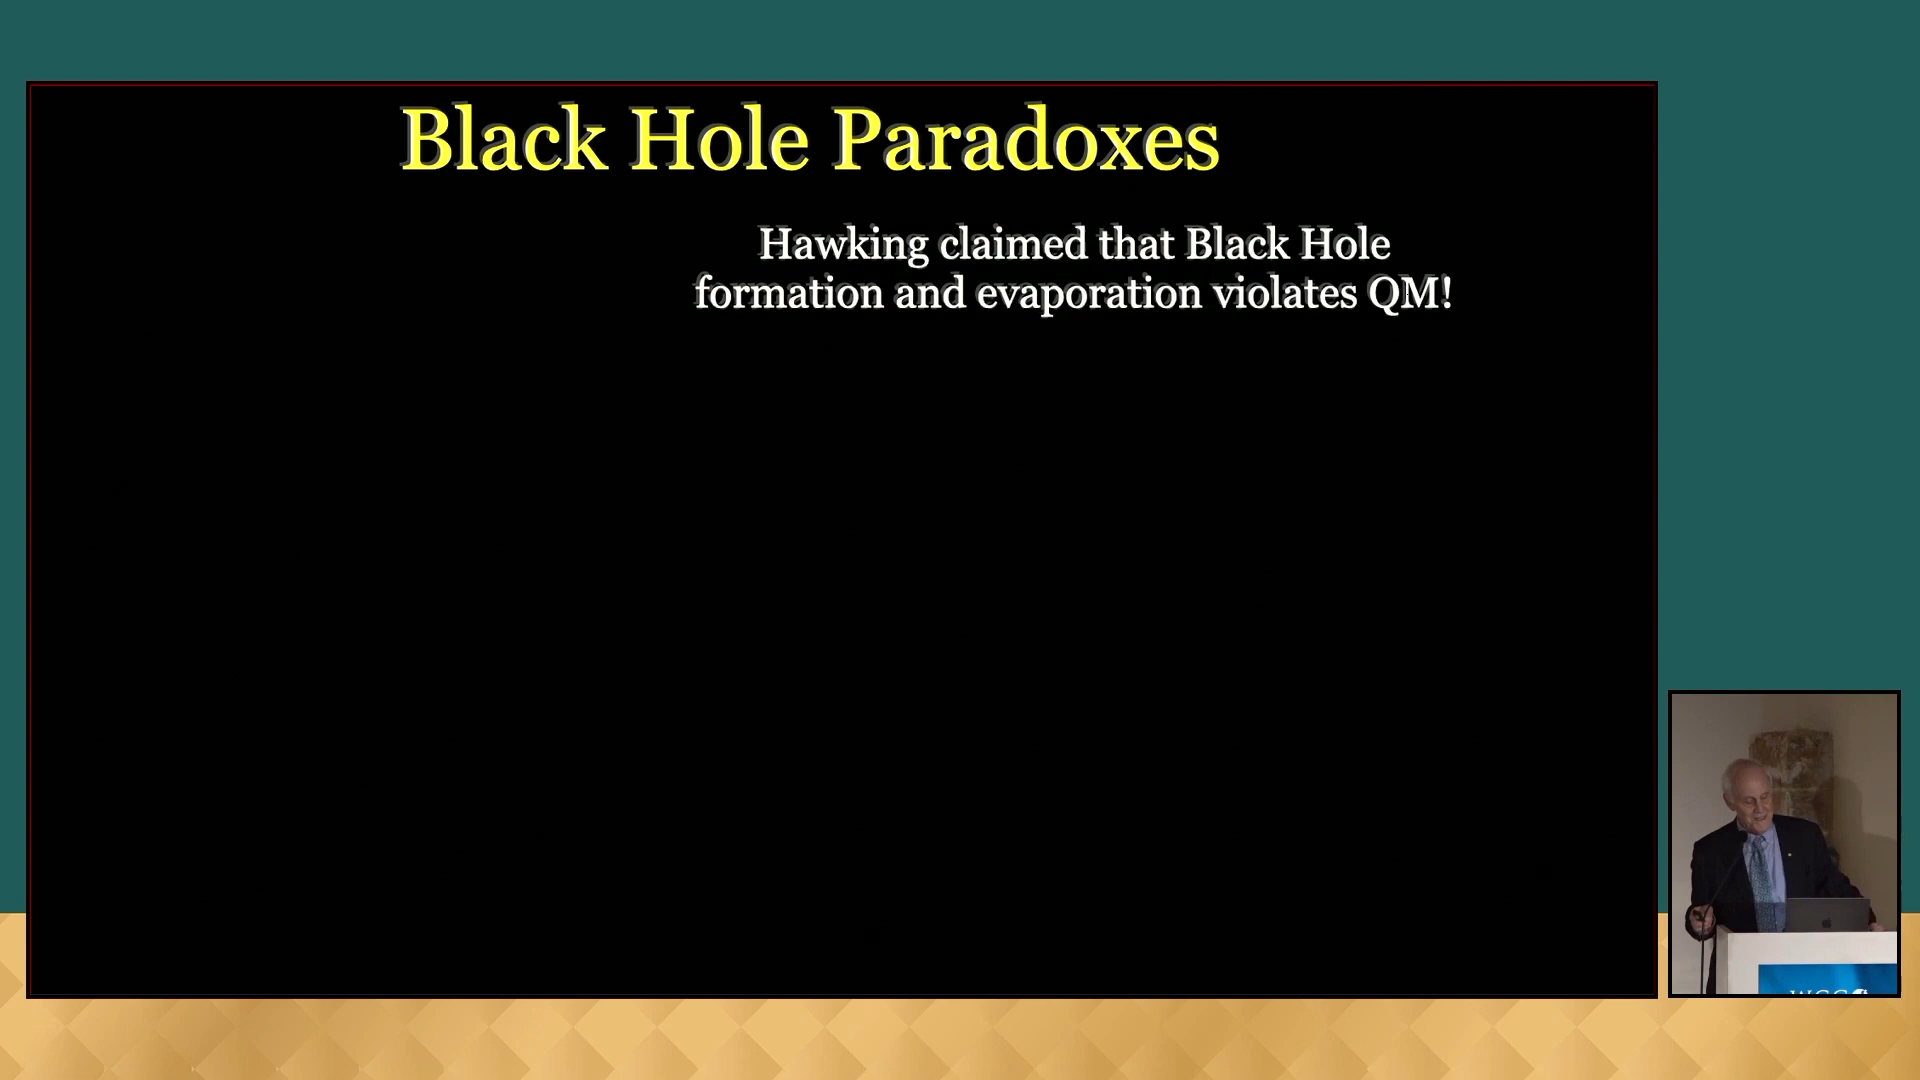 Black Hole Paradoxes
Hawking claimed that Black Hole
formation and evaporation violates QM!